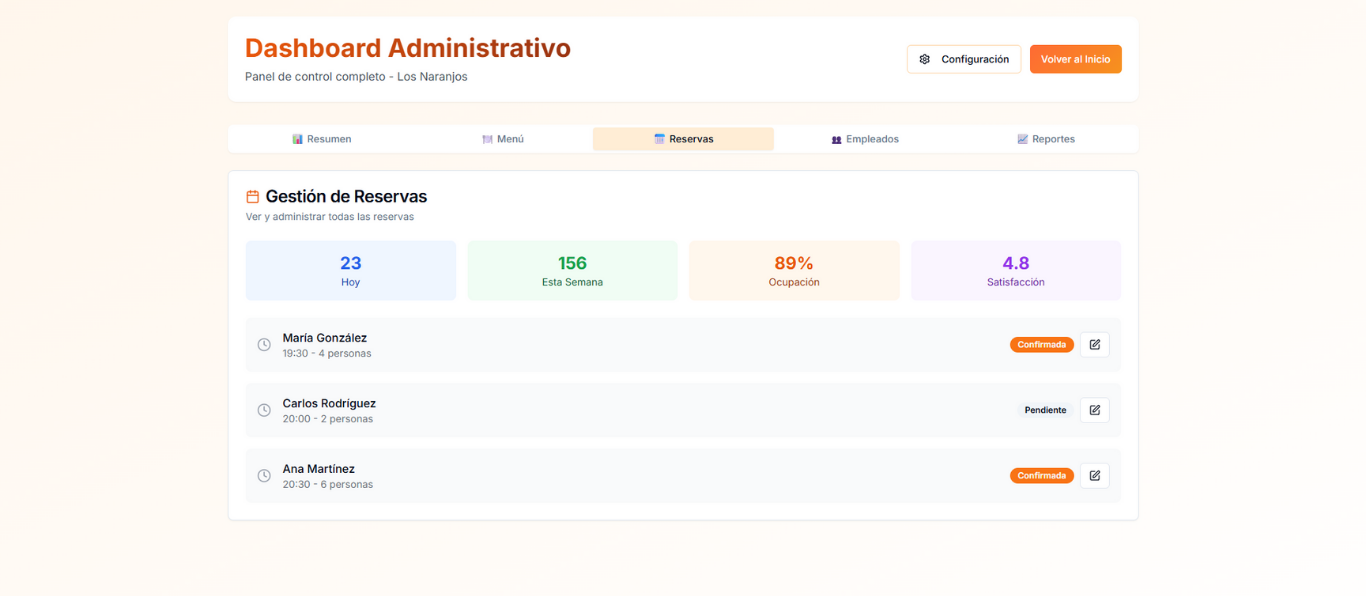 Dashboard Administrativo
Panel de control completo - Los Naranjos
Configuración
Volver al Inicio
Resumen
Menú
Reservas
Empleados
Reportes
Gestión de Reservas
Ver y administrar todas las reservas
23
Hoy
156
Esta Semana
89%
Ocupación
4.8
Satisfacción
María González
19:30 - 4 personas
Confirmada
Carlos Rodríguez
20:00 - 2 personas
Pendiente
Ana Martínez
20:30 - 6 personas
Confirmada